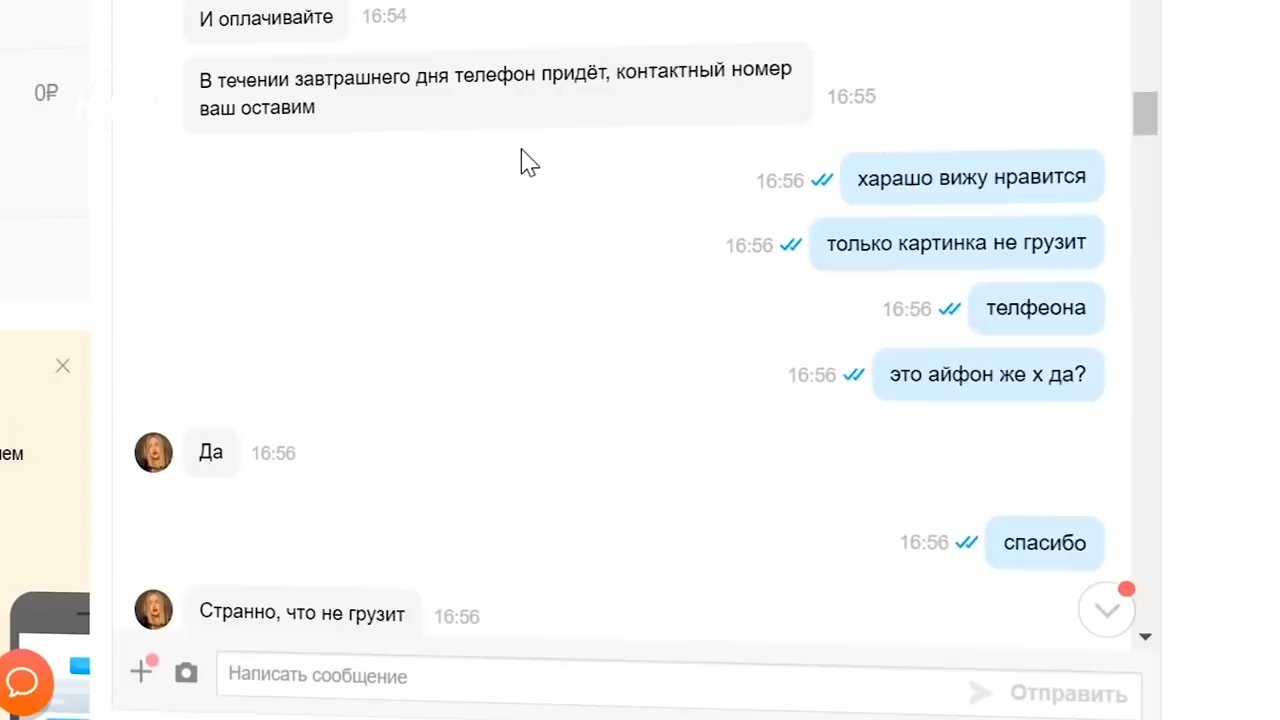 И оплачивайте 16:54
0₽
В течении завтрашнего дня телефон придёт, контактный номер
ваш оставим
16:55
16:56 харашо вижу нравится
16:56 только картинка не грузит
16:56 телфеона
16:56 это айфон же х да?
Да 16:56
16:56 спасибо
Странно, что не грузит 16:56
Написать сообщение
Отправить